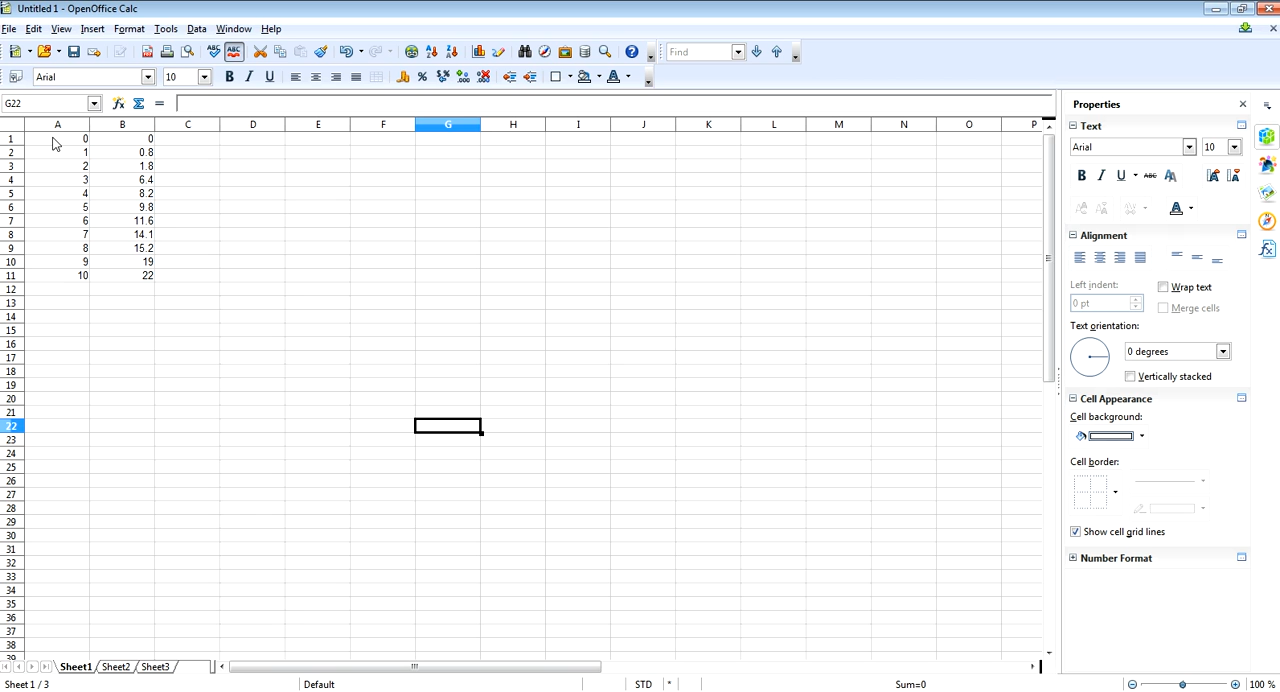 Untitled 1 - OpenOffice Calc
File Edit View Insert Format Tools Data Window Help
Find
Arial 10
G22
A B C D E F G H I J K L M N O P
1 0 0
2 1 0.8
3 2 1.8
4 3 6.4
5 4 8.2
6 5 9.8
7 6 11.6
8 7 14.1
9 8 15.2
10 9 19
11 10 22
12
13
14
15
16
17
18
19
20
21
22
23
24
25
26
27
28
29
30
31
32
33
34
35
36
37
38
39
Sheet1 Sheet2 Sheet3
Sheet 1 / 3 Default STD * Sum=0 100 %
Properties
Text
Arial 10
Alignment
Left indent: Wrap text
0 pt Merge cells
Text orientation:
0 degrees
Vertically stacked
Cell Appearance
Cell background:
Cell border:
Show cell grid lines
Number Format